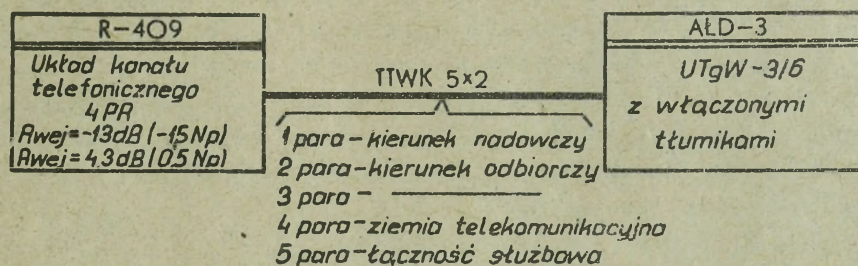 R-409
Układ kanału
telefonicznego
4PR
Awej=-13dB(-1,5Np)
Awej=4,3dB(0,5Np)
TTWK 5×2
1 para-kierunek nadawczy
2 para-kierunek odbiorczy
3 para-
4 para-ziemia telekomunikacyjna
5 para-łączność służbowa
AŁD-3
UTgW-3/6
z włączonymi
tłumikami